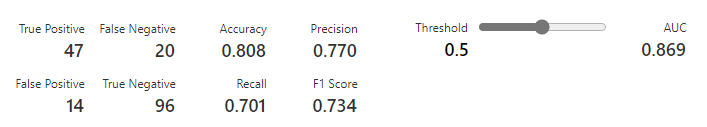 True Positive False Negative Accuracy Precision Threshold AUC
47 20 0.808 0.770 0.5 0.869
False Positive True Negative Recall F1 Score
14 96 0.701 0.734